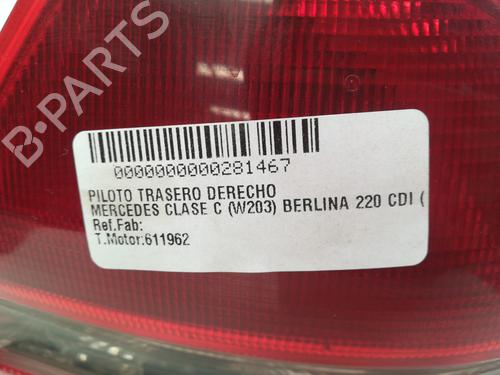 B-PARTS
0000000000281467
PILOTO TRASERO DERECHO
MERCEDES CLASE C (W203) BERLINA 220 CDI (
Ref.Fab:
T.Motor:611962